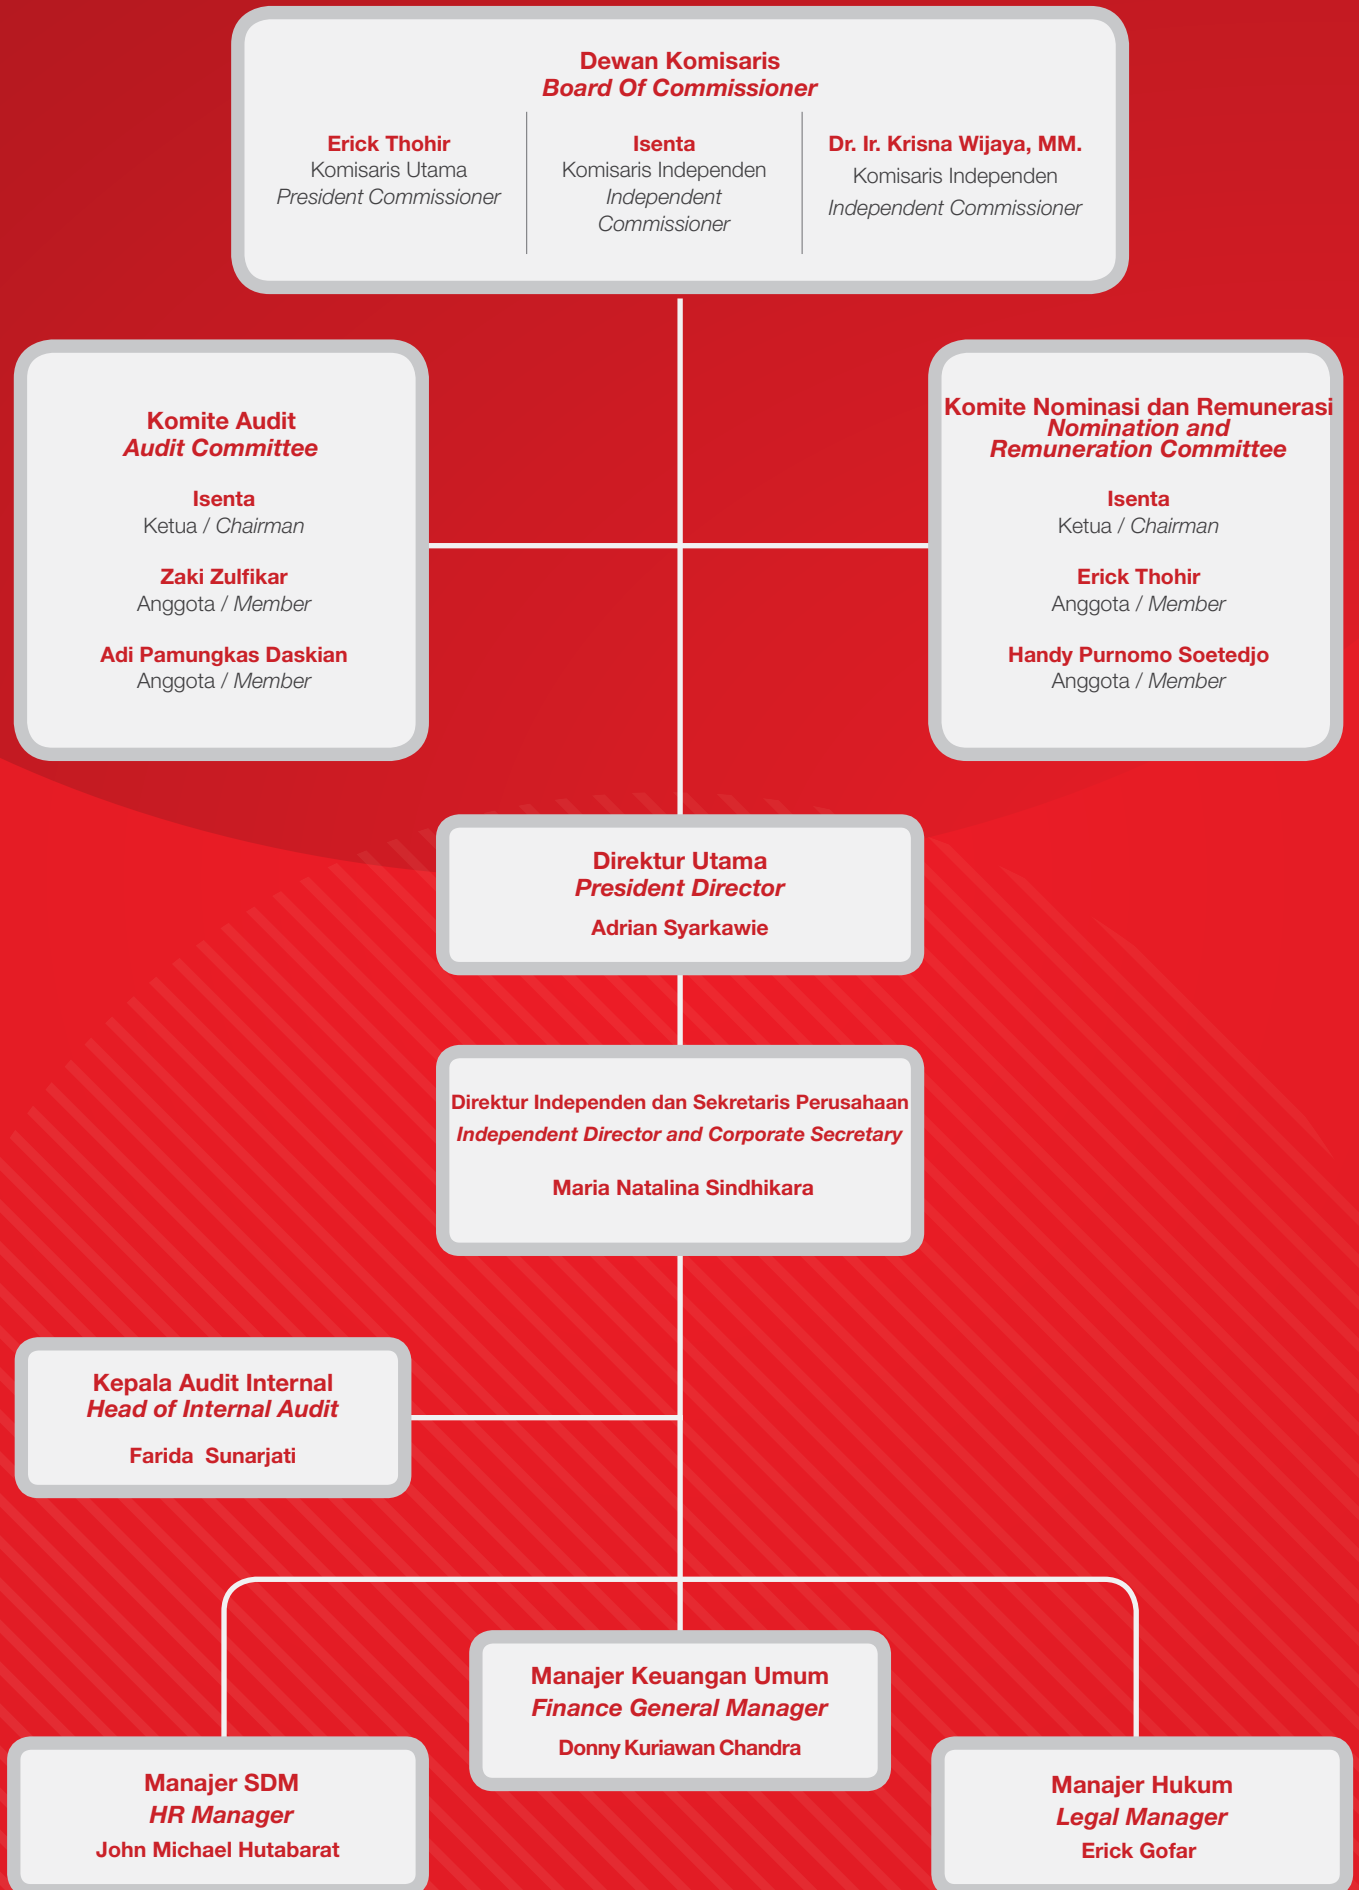 Dewan Komisaris
Board Of Commissioner
Erick Thohir
Komisaris Utama
President Commissioner
Isenta
Komisaris Independen
Independent
Commissioner
Dr. Ir. Krisna Wijaya, MM.
Komisaris Independen
Independent Commissioner
Komite Audit
Audit Committee
Isenta
Ketua / Chairman
Zaki Zulfikar
Anggota / Member
Adi Pamungkas Daskian
Anggota / Member
Komite Nominasi dan Remunerasi
Nomination and
Remuneration Committee
Isenta
Ketua / Chairman
Erick Thohir
Anggota / Member
Handy Purnomo Soetedjo
Anggota / Member
Direktur Utama
President Director
Adrian Syarkawie
Direktur Independen dan Sekretaris Perusahaan
Independent Director and Corporate Secretary
Maria Natalina Sindhikara
Kepala Audit Internal
Head of Internal Audit
Farida  Sunarjati
Manajer Keuangan Umum
Finance General Manager
Donny Kuriawan Chandra
Manajer SDM
HR Manager
John Michael Hutabarat
Manajer Hukum
Legal Manager
Erick Gofar